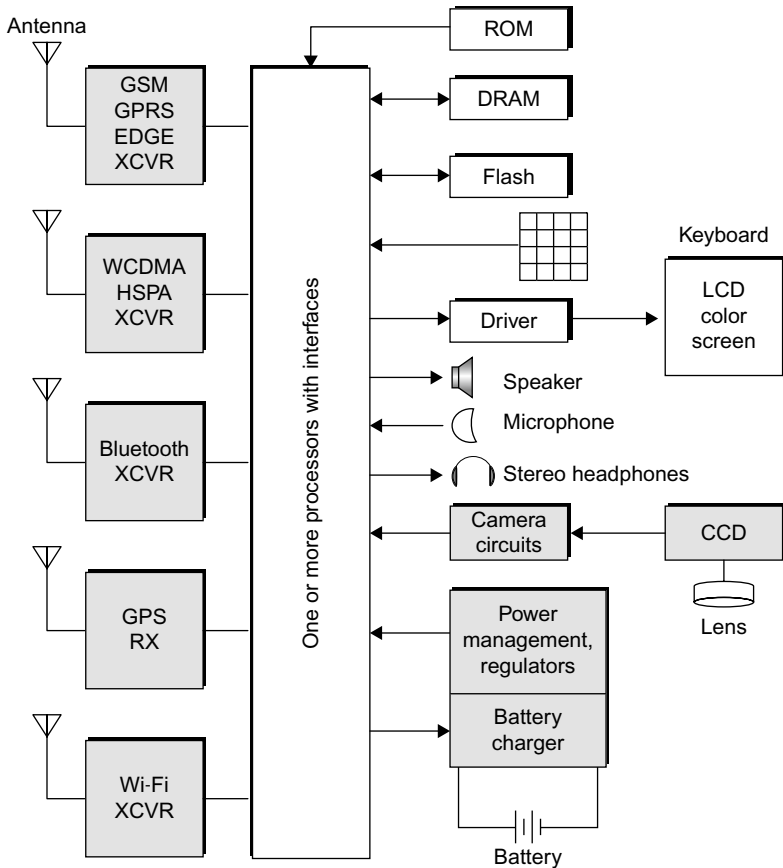 Antenna
GSM
GPRS
EDGE
XCVR
WCDMA
HSPA
XCVR
Bluetooth
XCVR
GPS
RX
Wi-Fi
XCVR
One or more processors with interfaces
ROM
DRAM
Flash
Keyboard
Driver
LCD
color
screen
Speaker
Microphone
Stereo headphones
Camera
circuits
CCD
Lens
Power
management,
regulators
Battery
charger
Battery